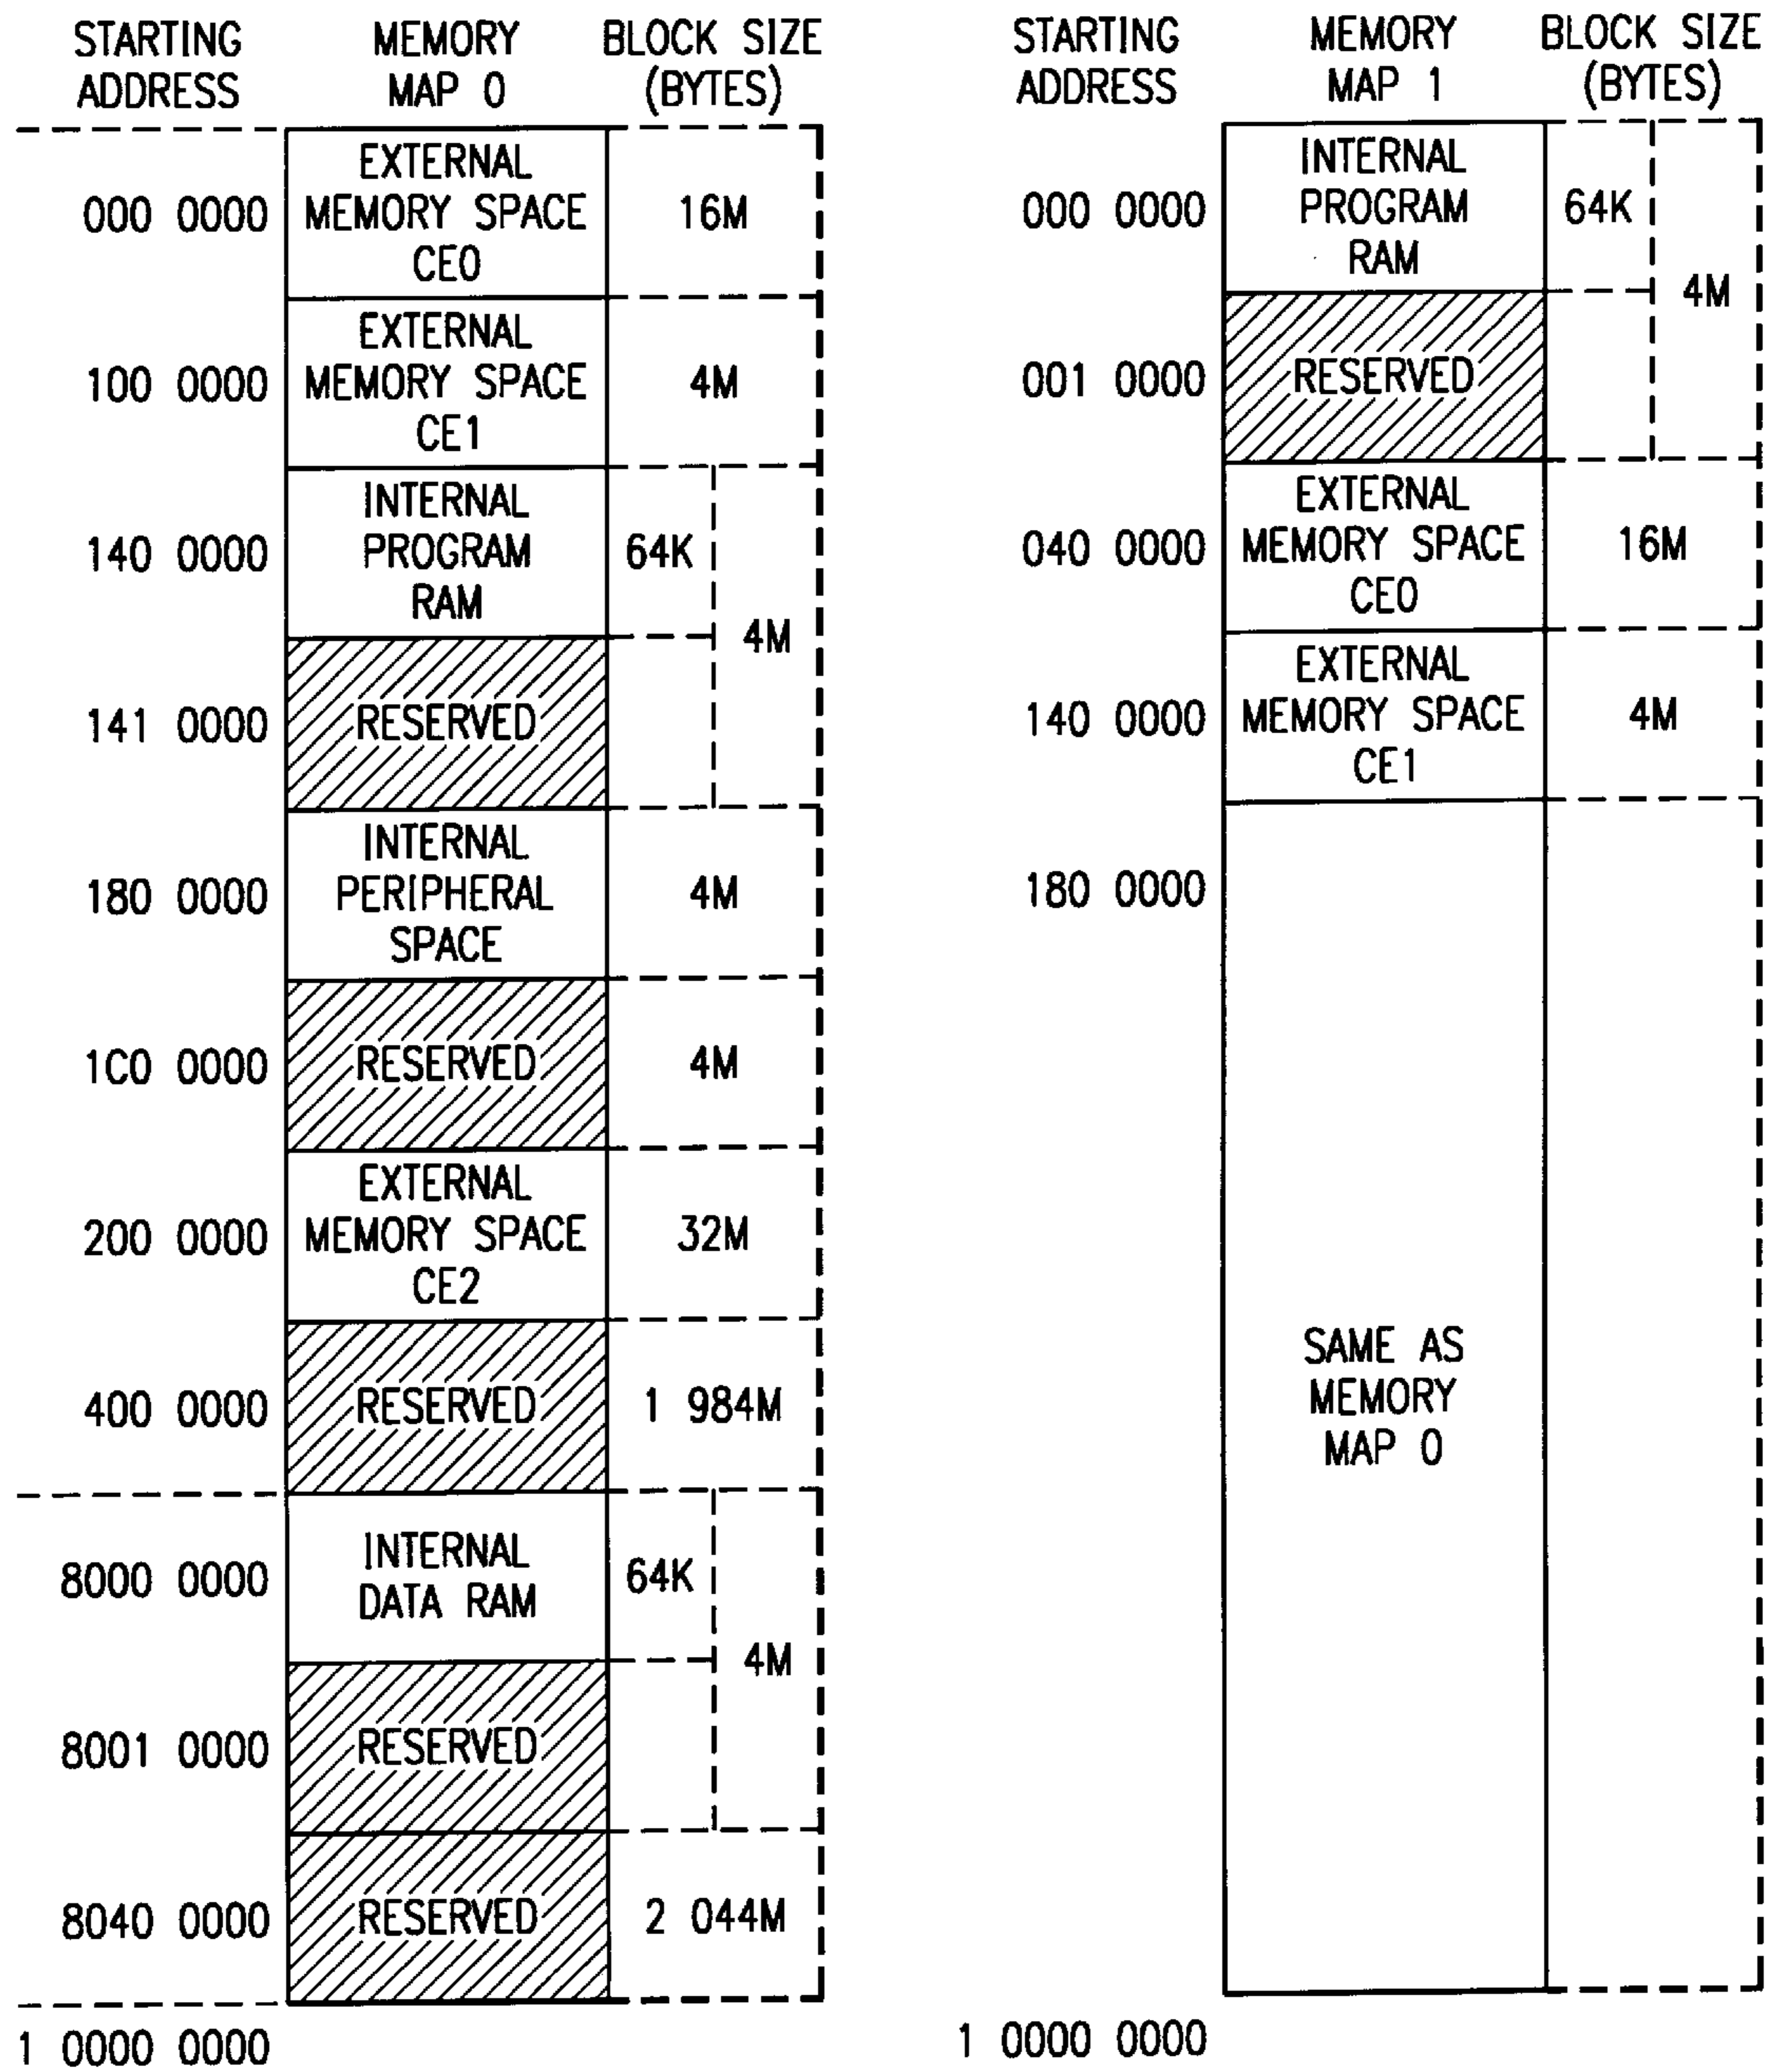 STARTING ADDRESS
MEMORY MAP 0
BLOCK SIZE (BYTES)
000 0000
EXTERNAL
MEMORY SPACE
CE0
16M
100 0000
EXTERNAL
MEMORY SPACE
CE1
4M
140 0000
INTERNAL
PROGRAM
RAM
64K
4M
141 0000
RESERVED
180 0000
INTERNAL
PERIPHERAL
SPACE
4M
1C0 0000
RESERVED
4M
200 0000
EXTERNAL
MEMORY SPACE
CE2
32M
400 0000
RESERVED
1 984M
8000 0000
INTERNAL
DATA RAM
64K
4M
8001 0000
RESERVED
8040 0000
RESERVED
2 044M
1 0000 0000
STARTING ADDRESS
MEMORY MAP 1
BLOCK SIZE (BYTES)
000 0000
INTERNAL
PROGRAM
RAM
64K
4M
001 0000
RESERVED
040 0000
EXTERNAL
MEMORY SPACE
CE0
16M
140 0000
EXTERNAL
MEMORY SPACE
CE1
4M
180 0000
SAME AS
MEMORY
MAP 0
1 0000 0000